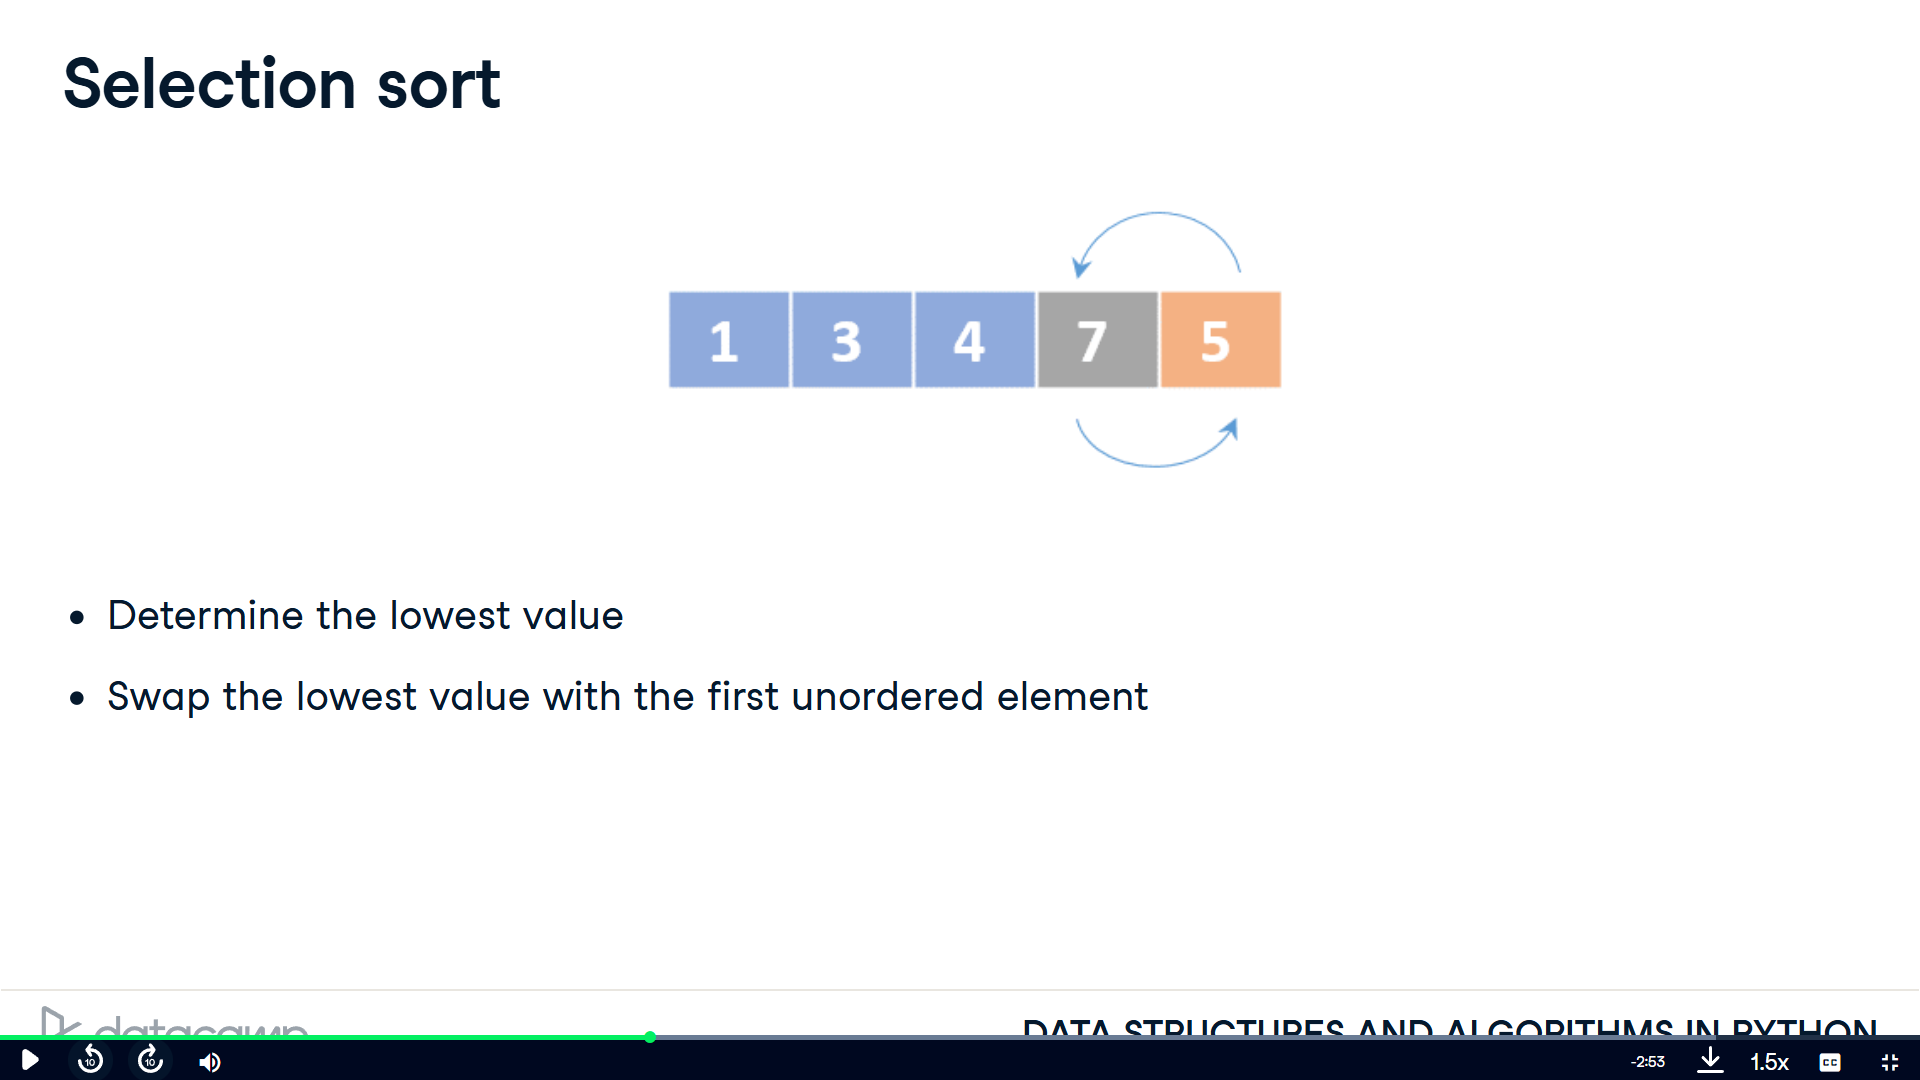 Selection sort
1 3 4 7 5
Determine the lowest value
Swap the lowest value with the first unordered element
datacamp
DATA STRUCTURES AND ALGORITHMS IN PYTHON
10
10
-2:53
1.5x
CC